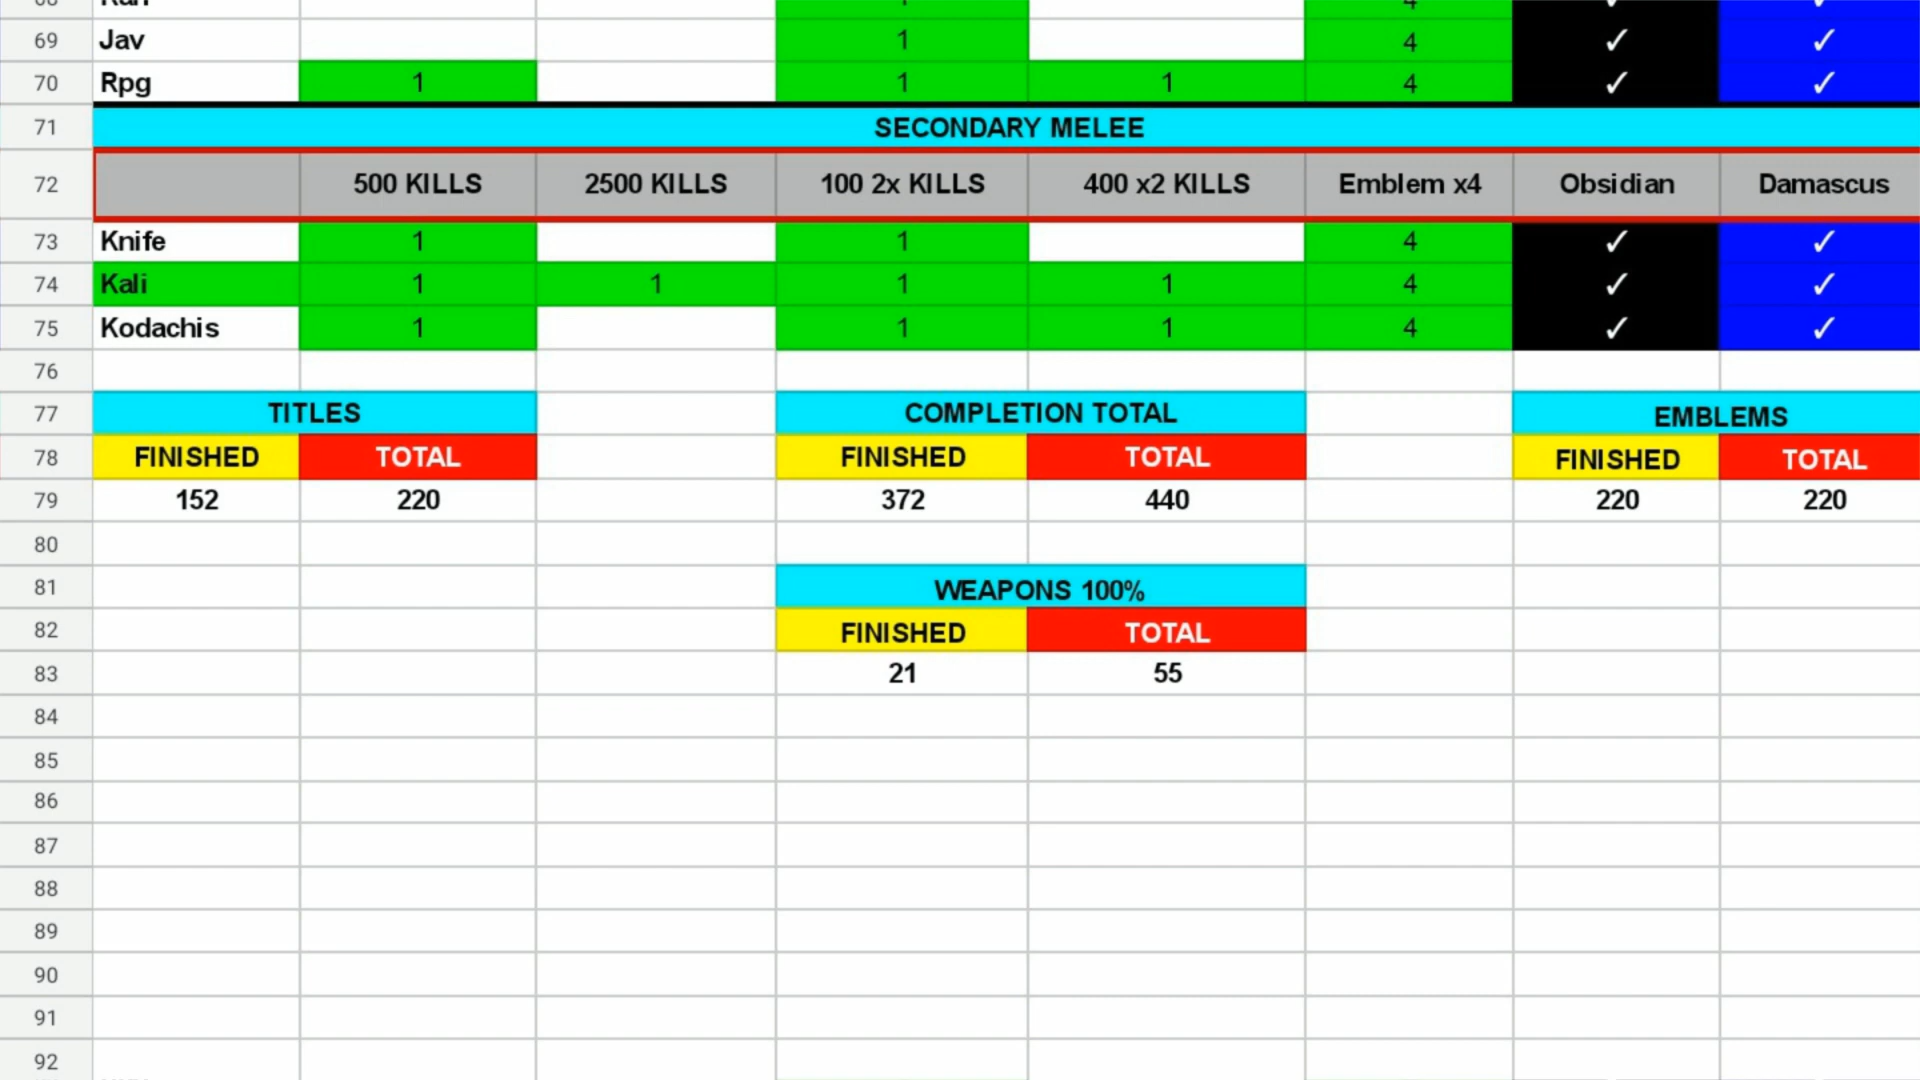 69 Jav 1 4 ✓ ✓
70 Rpg 1 1 1 4 ✓ ✓
71 SECONDARY MELEE
72 500 KILLS 2500 KILLS 100 2x KILLS 400 x2 KILLS Emblem x4 Obsidian Damascus
73 Knife 1 1 4 ✓ ✓
74 Kali 1 1 1 1 4 ✓ ✓
75 Kodachis 1 1 1 4 ✓ ✓
76
77 TITLES COMPLETION TOTAL EMBLEMS
78 FINISHED TOTAL FINISHED TOTAL FINISHED TOTAL
79 152 220 372 440 220 220
80
81 WEAPONS 100%
82 FINISHED TOTAL
83 21 55
84
85
86
87
88
89
90
91
92